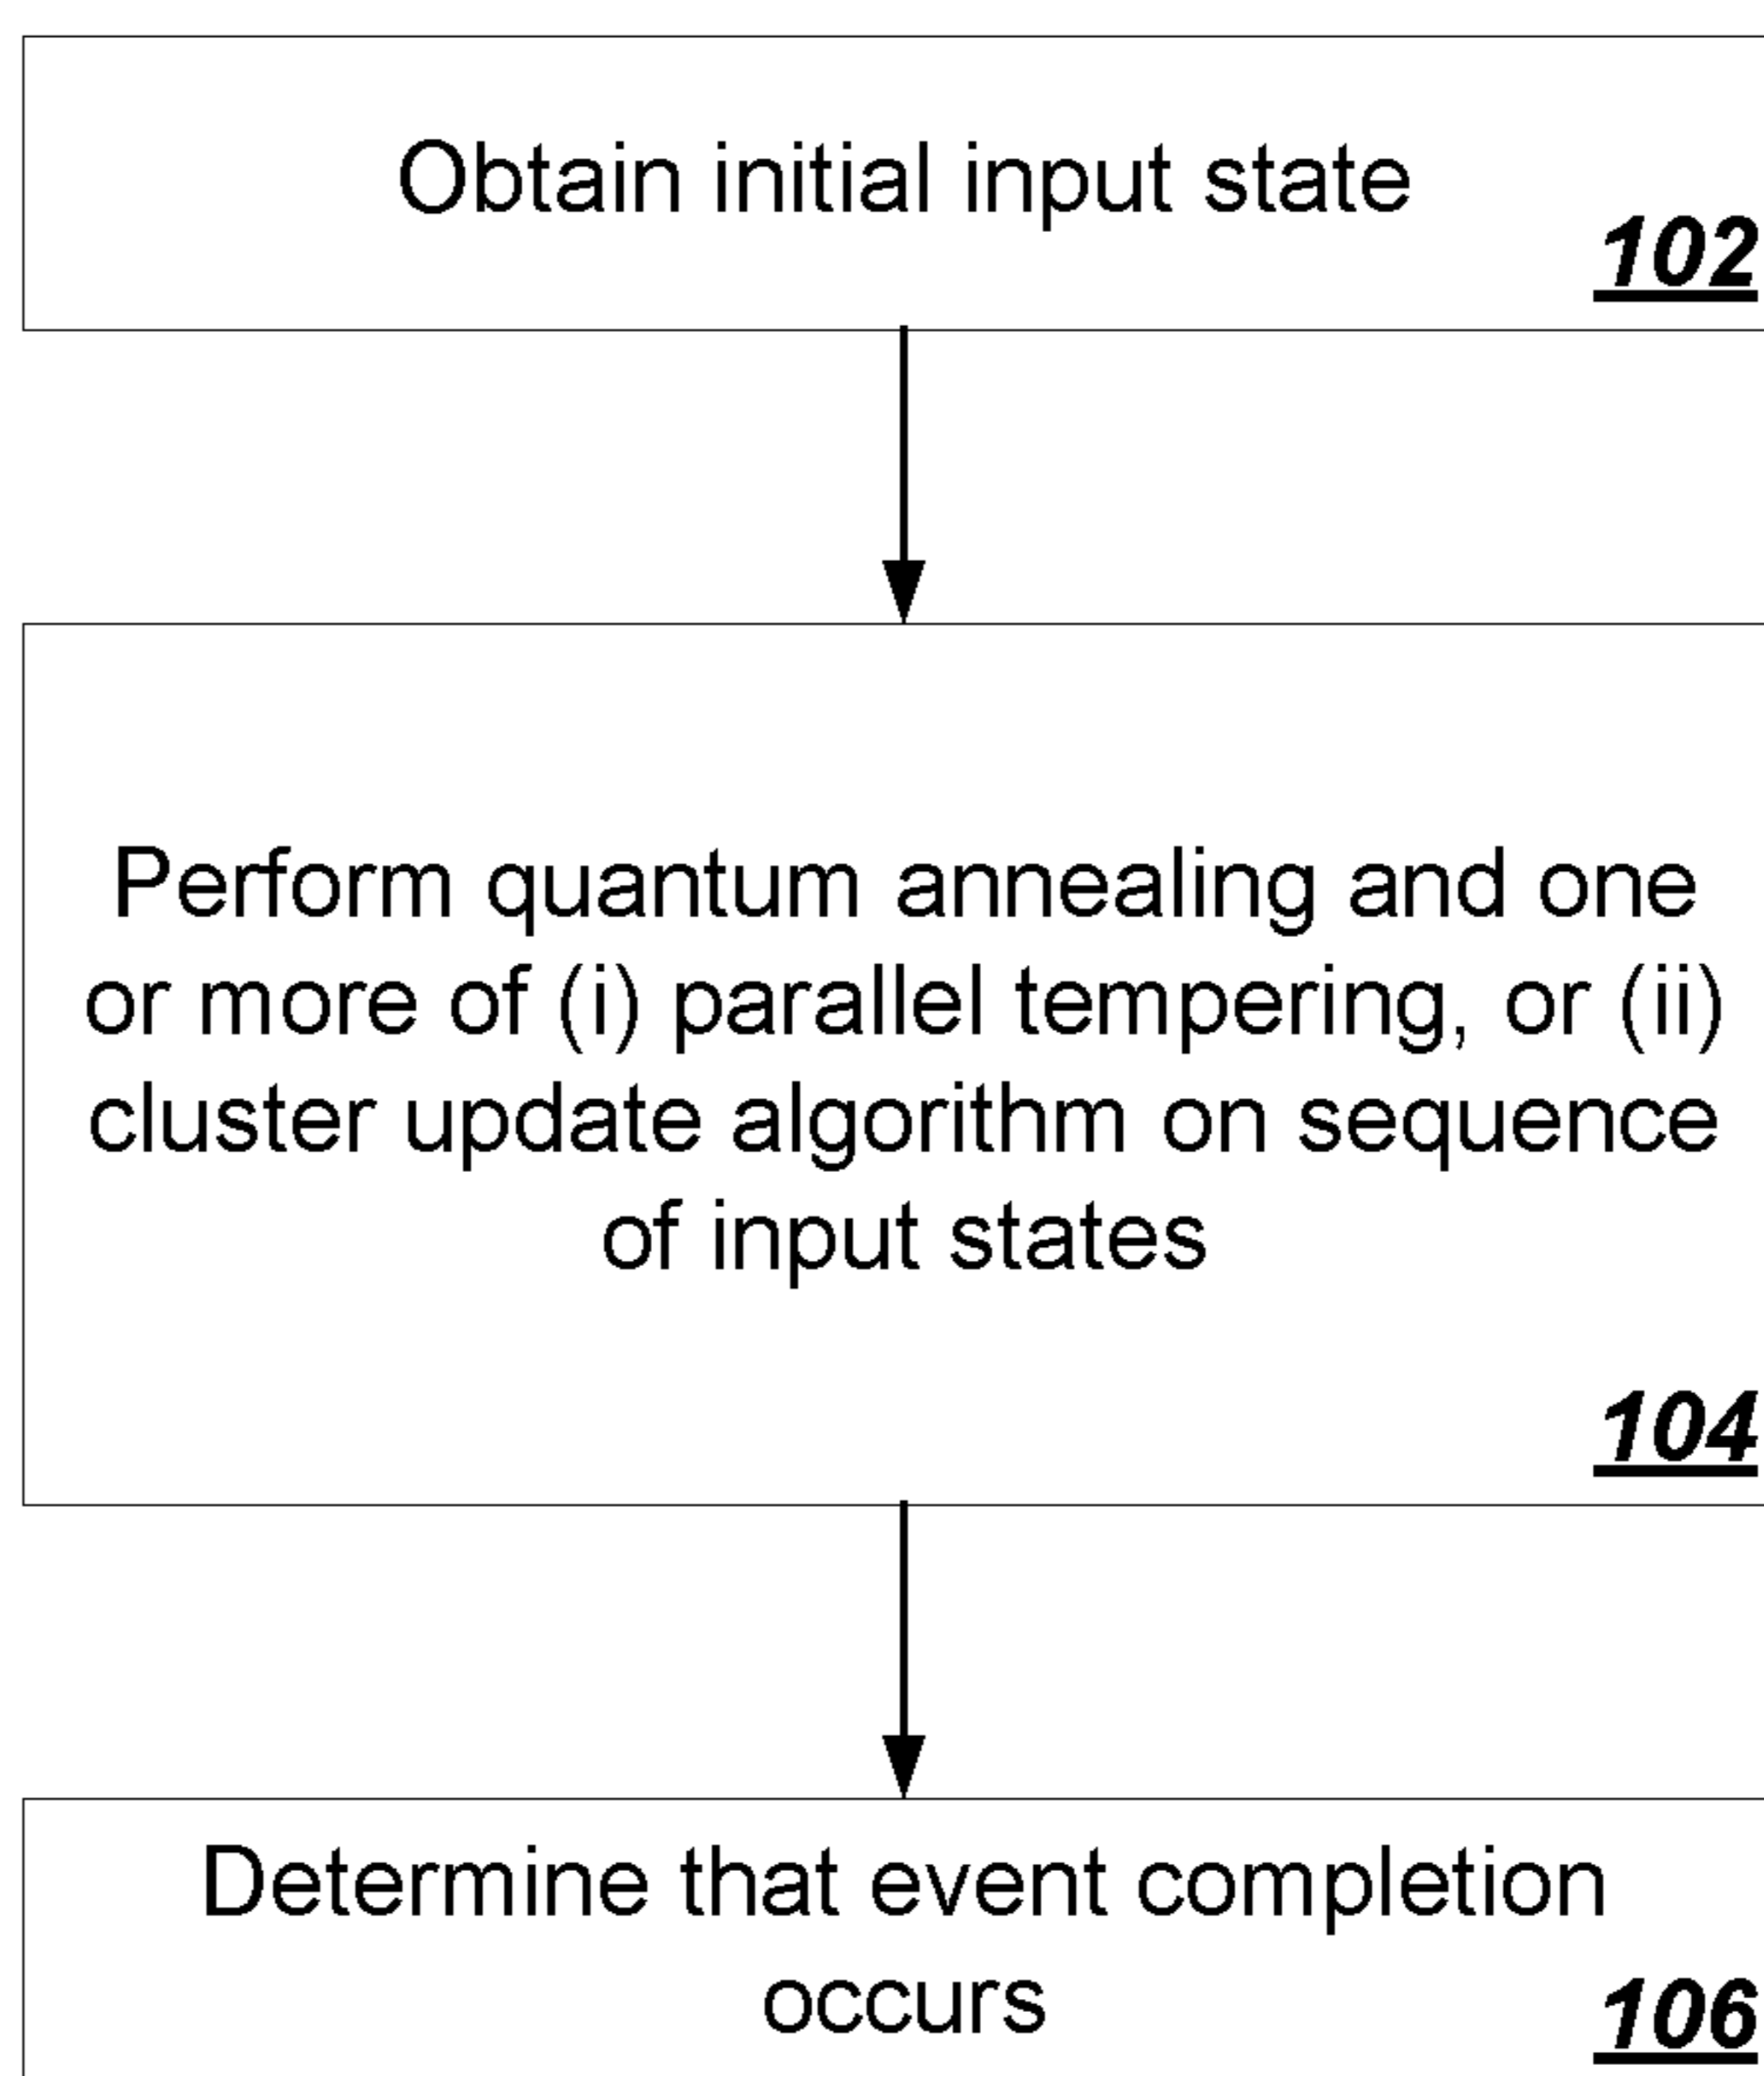 Obtain initial input state
102
Perform quantum annealing and one
or more of (i) parallel tempering, or (ii)
cluster update algorithm on sequence
of input states
104
Determine that event completion
occurs
106